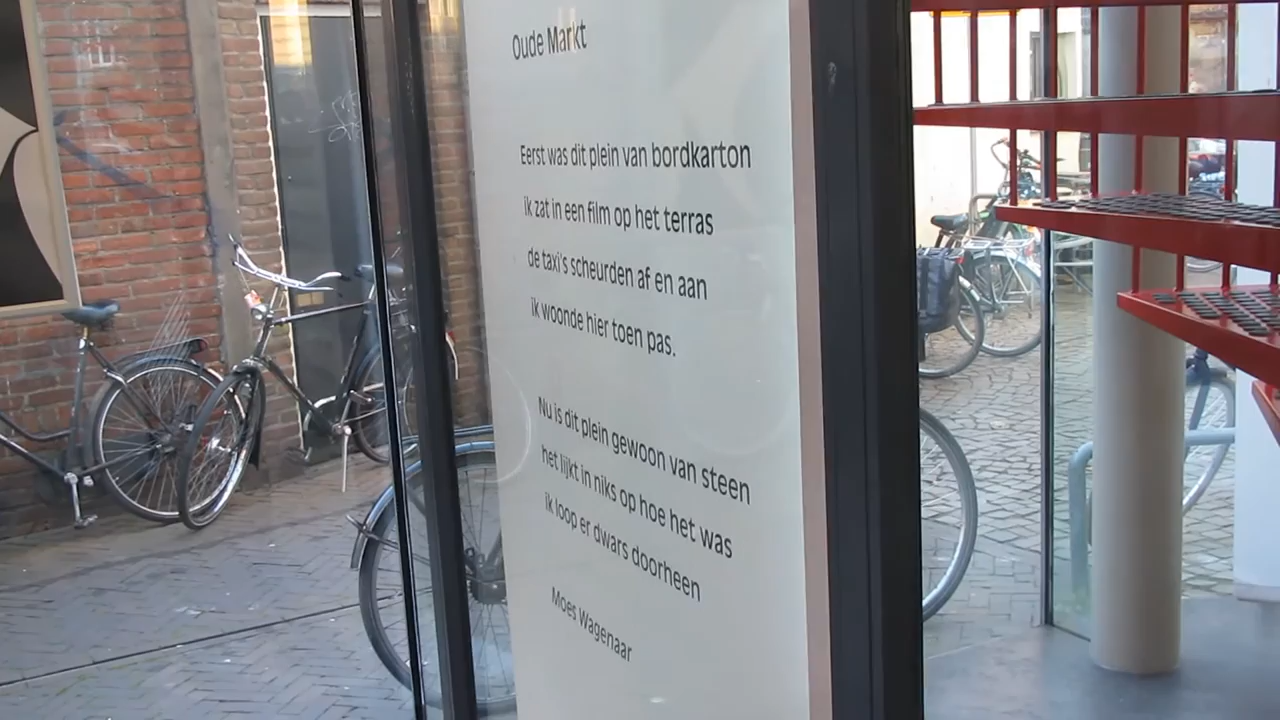 Oude Markt
Eerst was dit plein van bordkarton
ik zat in een film op het terras
de taxi's scheurden af en aan
ik woonde hier toen pas.
Nu is dit plein gewoon van steen
het lijkt in niks op hoe het was
ik loop er dwars doorheen
Moes Wagenaar